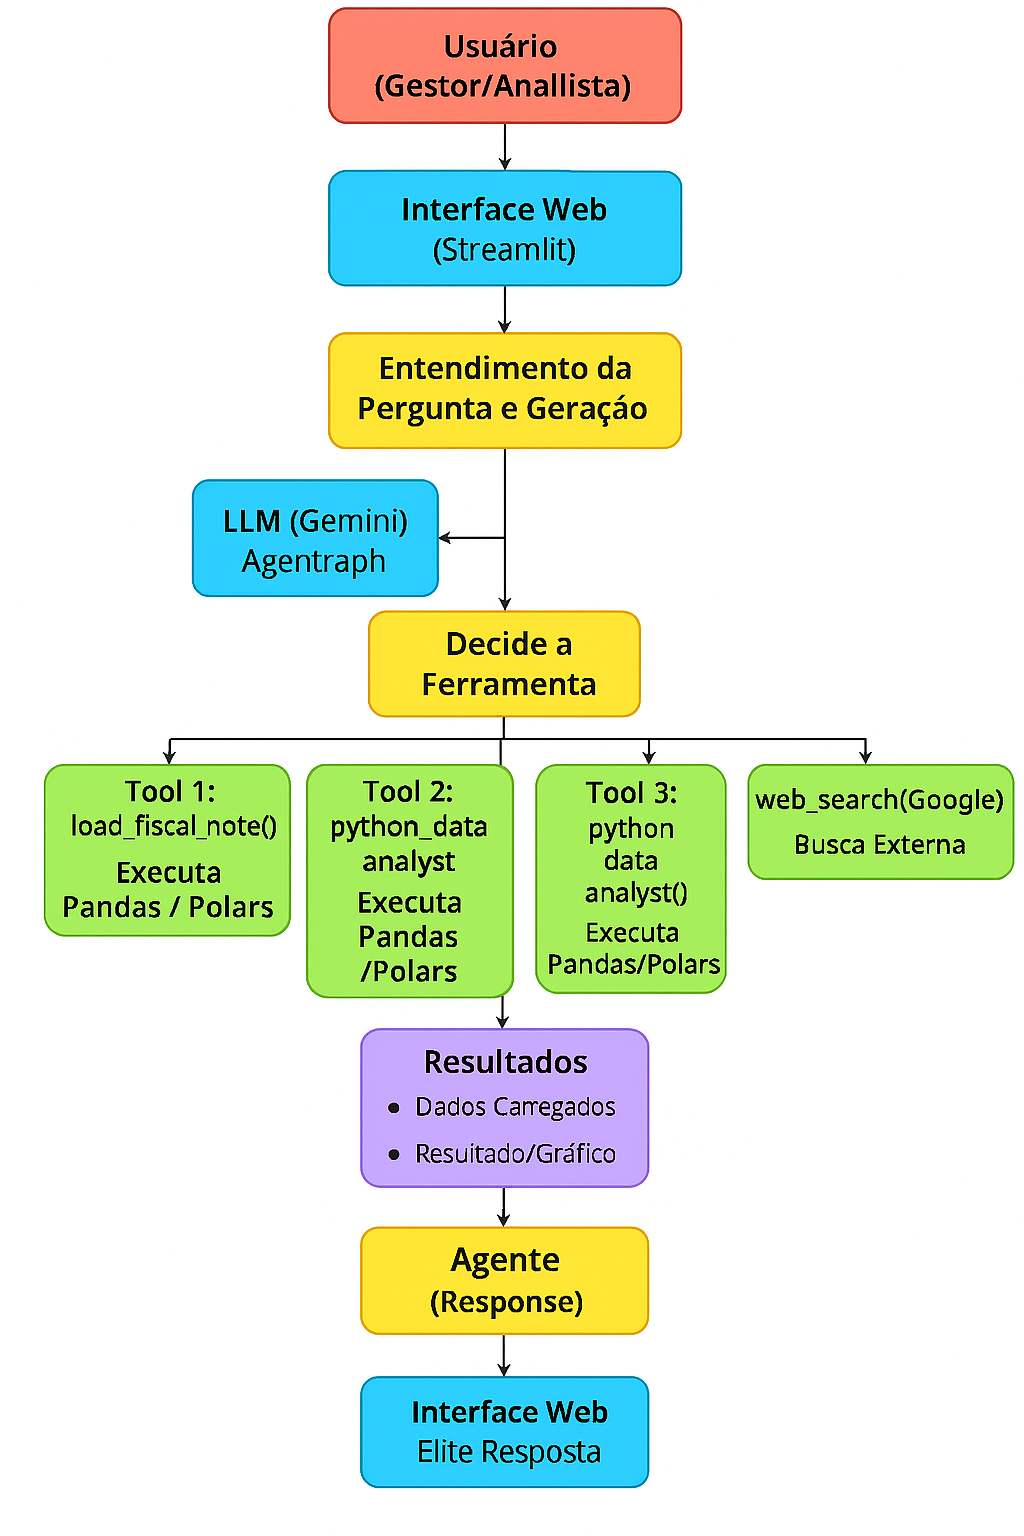 Usuário
(Gestor/Anallista)
Interface Web
(Streamlit)
Entendimento da
Pergunta e Geraçáo
LLM (Gemini)
Agentraph
Decide a
Ferramenta
Tool 1:
load_fiscal_note()
Executa
Pandas / Polars
Tool 2:
python_data
analyst
Executa
Pandas
/Polars
Tool 3:
python
data
analyst()
Executa
Pandas/Polars
web_search(Google)
Busca Externa
Resultados
• Dados Camegados
• Resuitado/Gráfico
Agente
(Response)
Interface Web
Elite Resposta